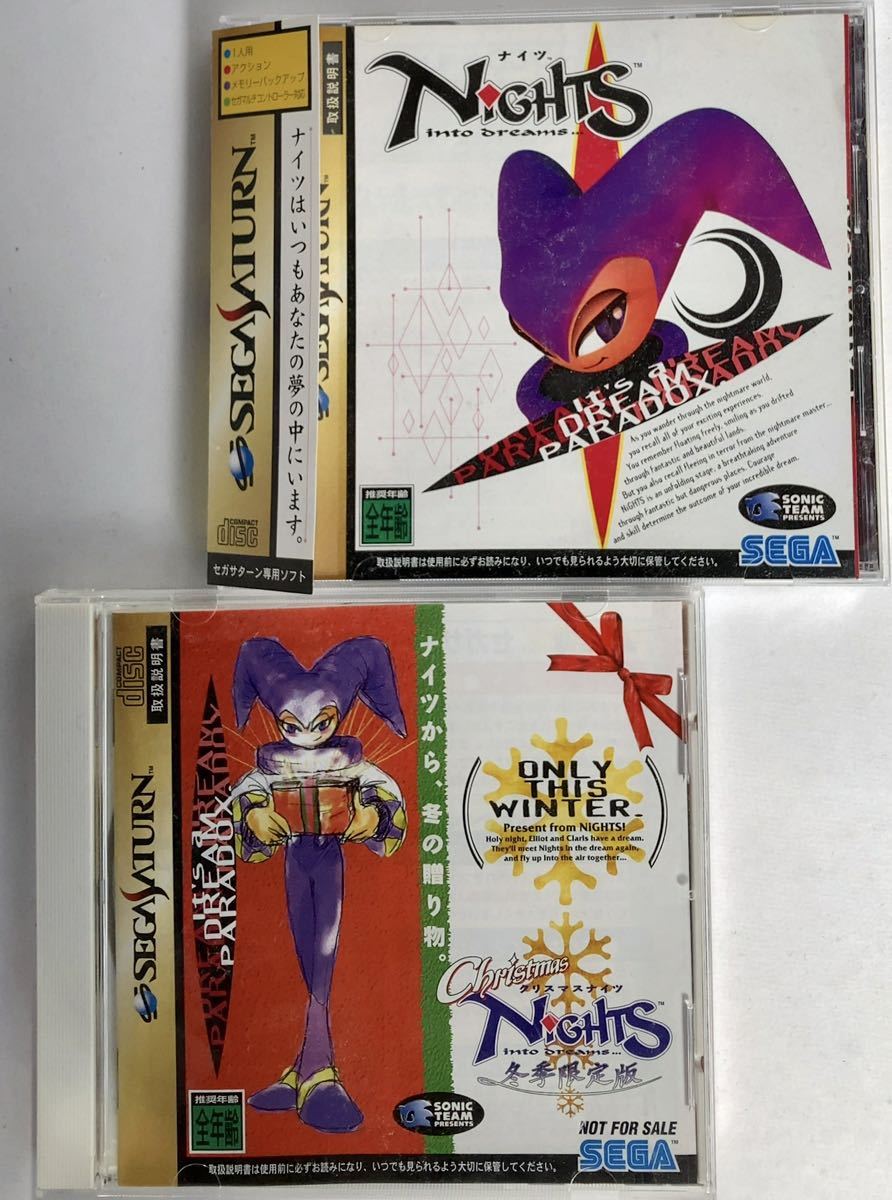 ●1人用
●アクション
●メモリーバックアップ
●セガマルチコントローラー対応
SEGA SATURN™
COMPACT
disc
セガサターン専用ソフト
ナイツはいつもあなたの夢の中にいます。
取扱説明書
ナイツ
NiGHTS™
into dreams...
it's a
DREAM
PARADOX
As you wander through the nightmare world,
you recall all of your exciting experiences.
You remember floating freely, smiling as you drifted
through fantastic and beautiful lands.
But you also recall fleeing in terror from the nightmare master...
NiGHTS is an unfolding stage, a breathtaking adventure
through fantastic but dangerous places. Courage
and skill determine the outcome of your incredible dream.
推奨年齢
全年齢
SONIC
TEAM
PRESENTS
SEGA™
取扱説明書は使用前に必ずお読みになり、いつでも見られるよう大切に保管してください。
COMPACT
disc
取扱説明書
SEGA SATURN™
it's a
DREAM
PARADOX.
ナイツから、冬の贈り物。
ONLY
THIS
WINTER.
Present from NiGHTS!
Holy night, Elliot and Claris have a dream.
They'll meet Nights in the dream again,
and fly up into the air together...
Christmas
クリスマスナイツ
NiGHTS™
into dreams...
冬季限定版
推奨年齢
全年齢
SONIC
TEAM
PRESENTS
NOT FOR SALE
SEGA™
取扱説明書は使用前に必ずお読みになり、いつでも見られるよう大切に保管してください。